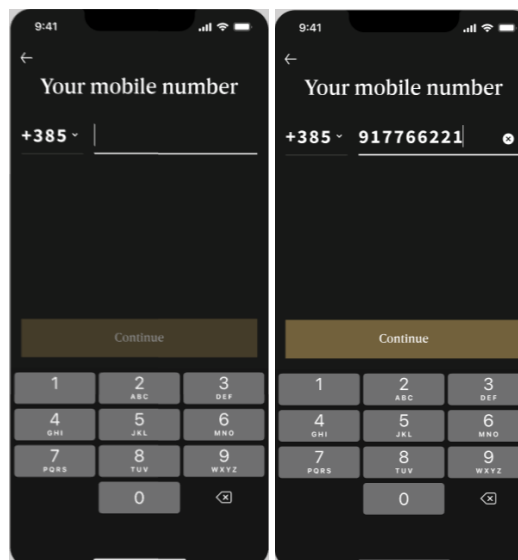 9:41
Your mobile number
+385
Continue
1
2
ABC
3
DEF
4
GHI
5
JKL
6
MNO
7
PQRS
8
TUV
9
WXYZ
0
9:41
Your mobile number
+385 917766221
Continue
1
2
ABC
3
DEF
4
GHI
5
JKL
6
MNO
7
PQRS
8
TUV
9
WXYZ
0